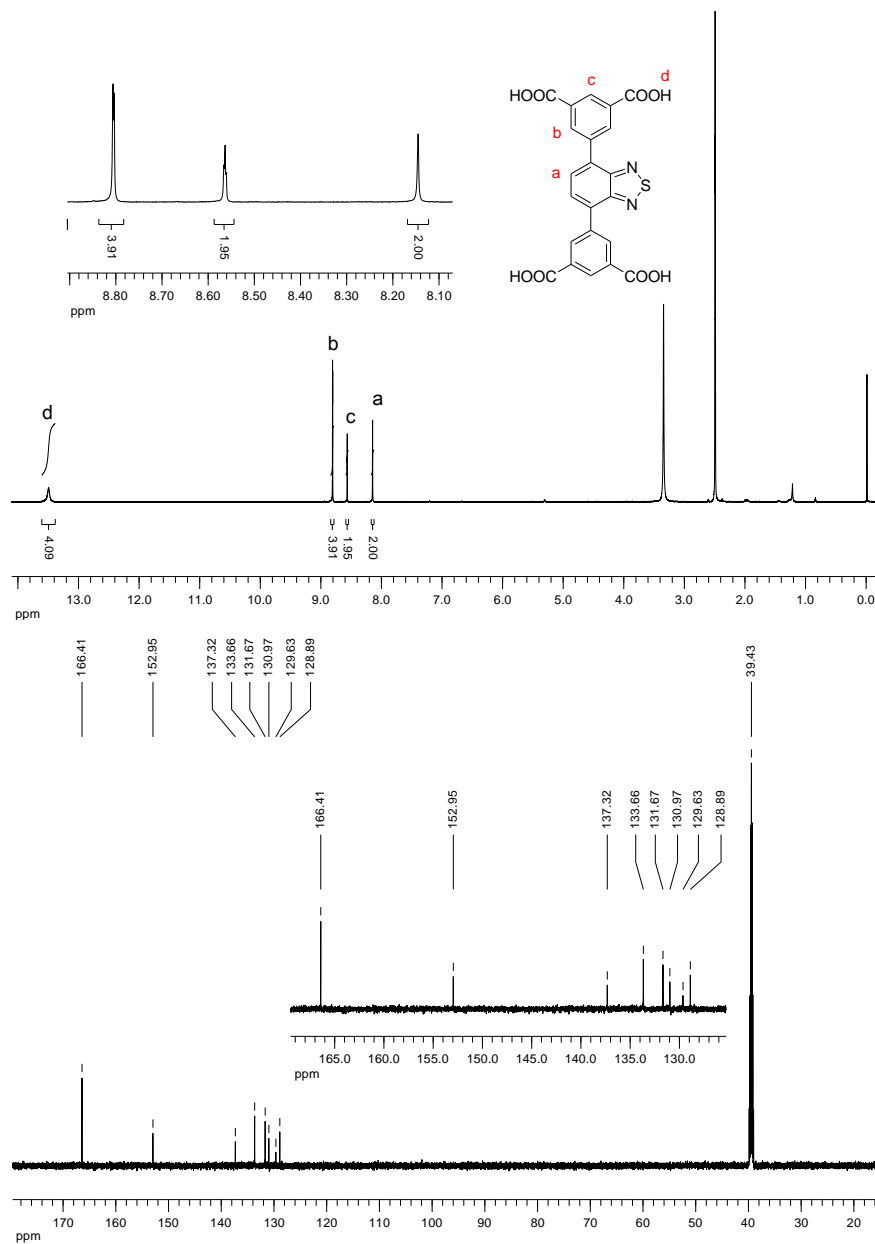 d
c
HOOC
COOH
b
N
a
S
N
HOOC
COOH
3.91
1.95
2.00
8.80 8.70 8.60 8.50 8.40 8.30 8.20 8.10
ppm
b
d
c
a
4.09
3.91
1.95
2.00
13.0 12.0 11.0 10.0 9.0 8.0 7.0 6.0 5.0 4.0 3.0 2.0 1.0 0.0
ppm
166.41
152.95
137.32
133.66
131.67
130.97
129.63
128.89
39.43
166.41
152.95
137.32
133.66
131.67
130.97
129.63
128.89
165.0 160.0 155.0 150.0 145.0 140.0 135.0 130.0
ppm
170 160 150 140 130 120 110 100 90 80 70 60 50 40 30 20
ppm